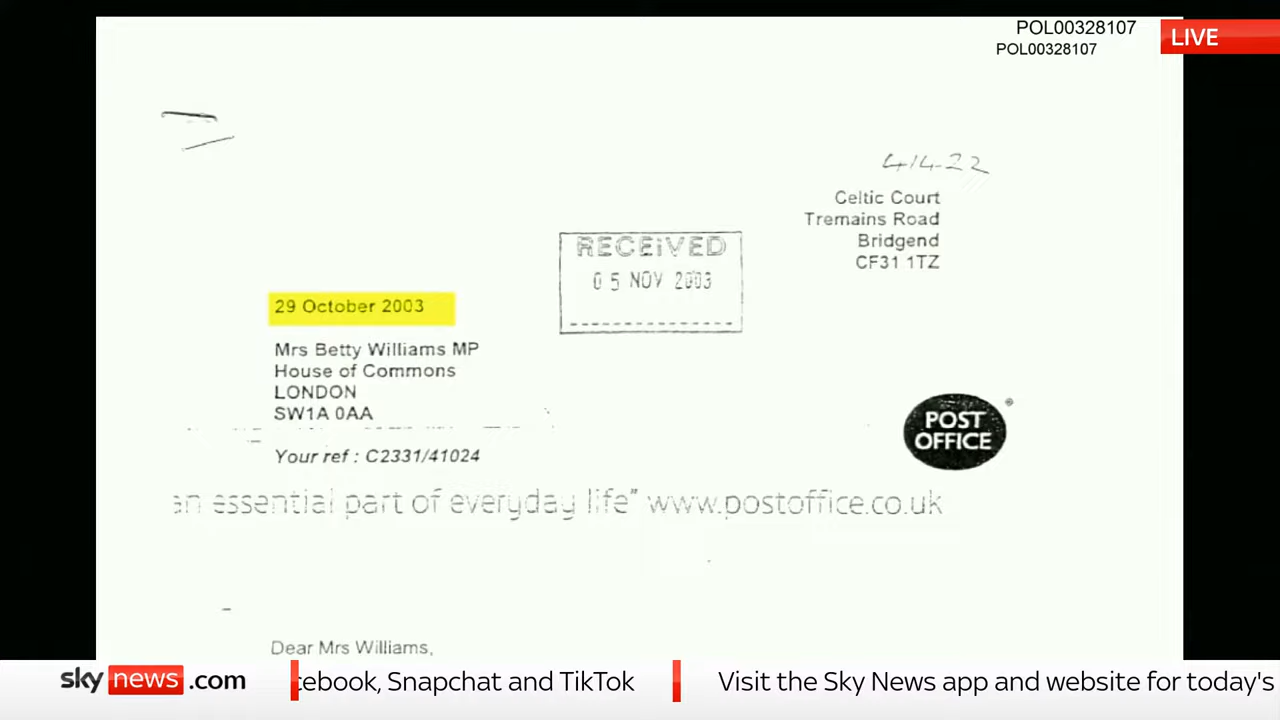 POL00328107
POL00328107
LIVE
414-22
Celtic Court
Tremains Road
Bridgend
CF31 1TZ
RECEiVED
05 NOV 2003
29 October 2003
Mrs Betty Williams MP
House of Commons
LONDON
SW1A 0AA
POST
OFFICE
Your ref : C2331/41024
an essential part of everyday life" www.postoffice.co.uk
Dear Mrs Williams,
sky news.com
cebook, Snapchat and TikTok
Visit the Sky News app and website for today's